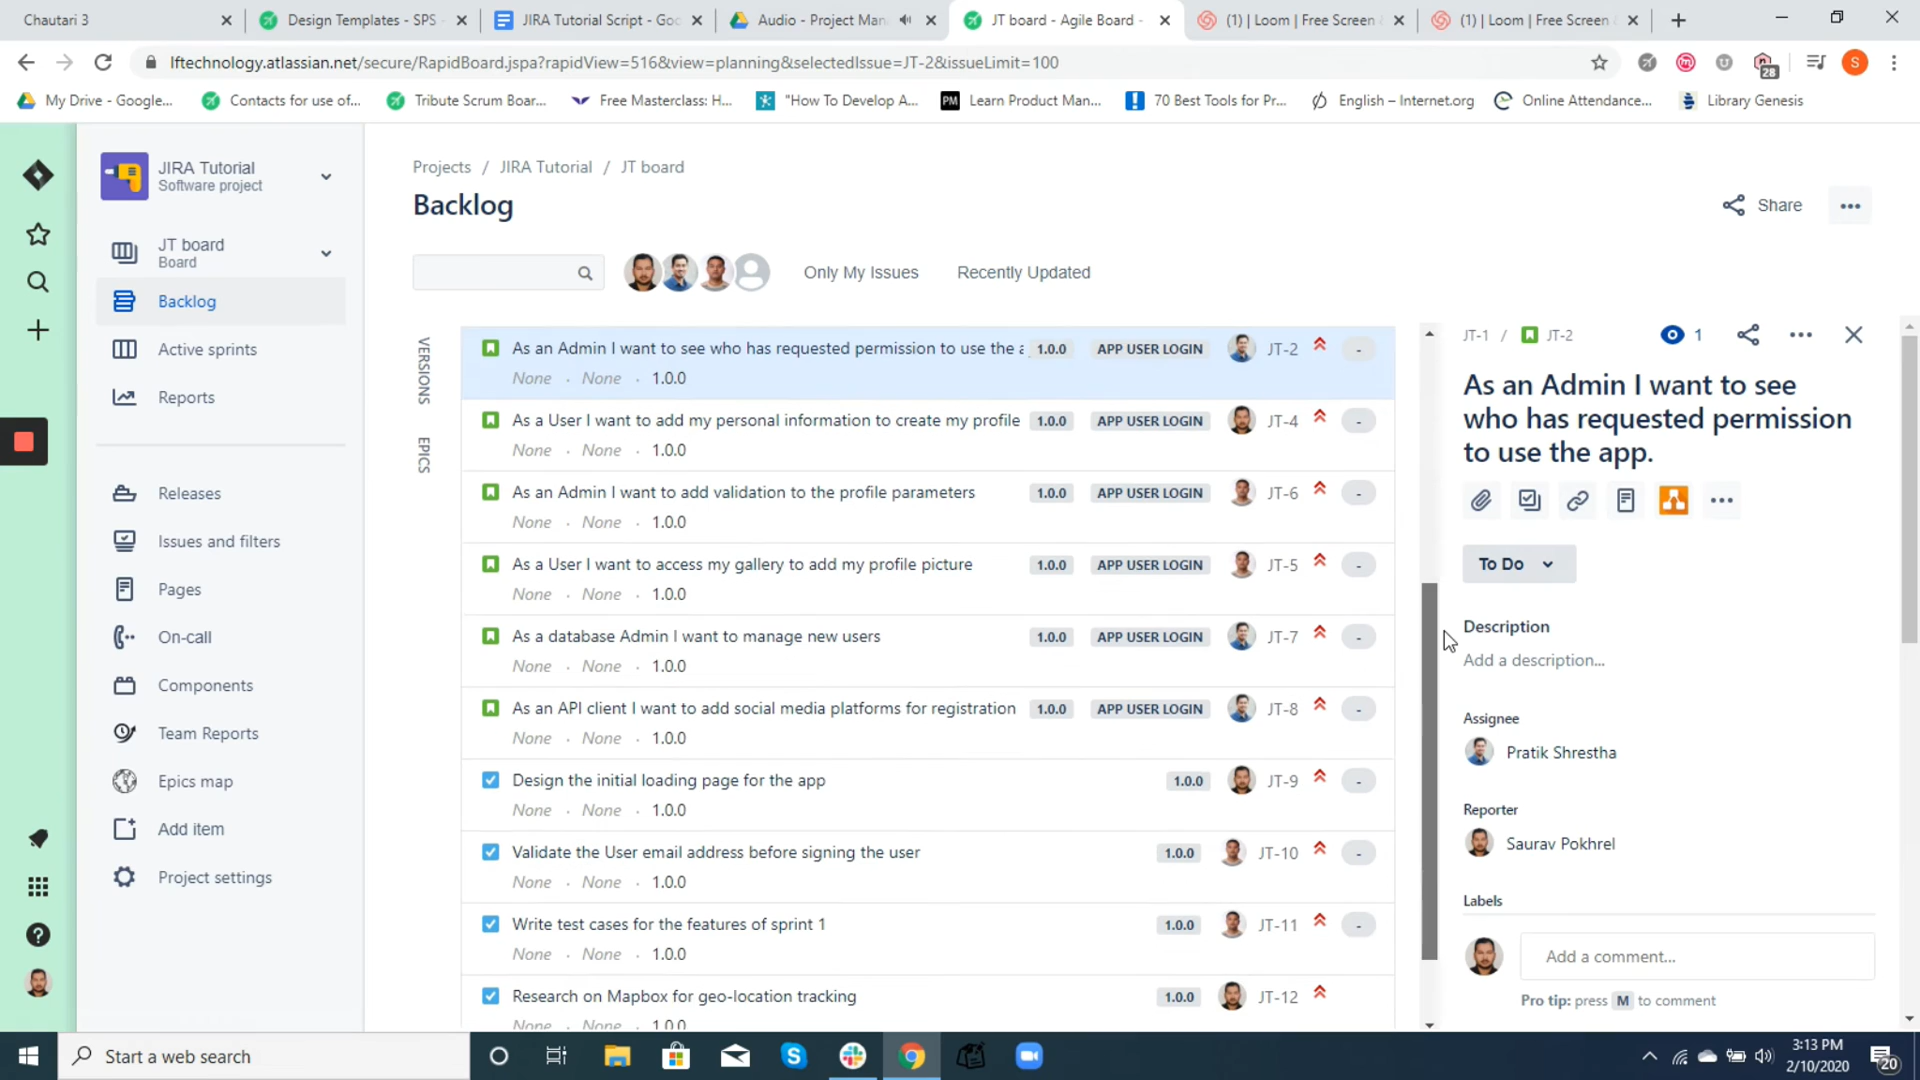 Chautari 3
Design Templates - SPS -
JIRA Tutorial Script - Goo
Audio - Project Man
JT board - Agile Board -
(1) | Loom | Free Screen
(1) | Loom | Free Screen
lftechnology.atlassian.net/secure/RapidBoard.jspa?rapidView=516&view=planning&selectedIssue=JT-2&issueLimit=100
28
S
My Drive - Google...
Contacts for use of...
Tribute Scrum Boar...
Free Masterclass: H...
"How To Develop A...
PM
Learn Product Man...
70 Best Tools for Pr...
English – Internet.org
Online Attendance...
Library Genesis
JIRA Tutorial
Software project
JT board
Board
Backlog
Active sprints
Reports
Releases
Issues and filters
Pages
On-call
Components
Team Reports
Epics map
Add item
Project settings
Projects / JIRA Tutorial / JT board
Backlog
Share
Only My Issues
Recently Updated
VERSIONS
EPICS
As an Admin I want to see who has requested permission to use the a 1.0.0 APP USER LOGIN JT-2 -
None · None · 1.0.0
As a User I want to add my personal information to create my profile 1.0.0 APP USER LOGIN JT-4 -
None · None · 1.0.0
As an Admin I want to add validation to the profile parameters 1.0.0 APP USER LOGIN JT-6 -
None · None · 1.0.0
As a User I want to access my gallery to add my profile picture 1.0.0 APP USER LOGIN JT-5 -
None · None · 1.0.0
As a database Admin I want to manage new users 1.0.0 APP USER LOGIN JT-7 -
None · None · 1.0.0
As an API client I want to add social media platforms for registration 1.0.0 APP USER LOGIN JT-8 -
None · None · 1.0.0
Design the initial loading page for the app 1.0.0 JT-9 -
None · None · 1.0.0
Validate the User email address before signing the user 1.0.0 JT-10 -
None · None · 1.0.0
Write test cases for the features of sprint 1 1.0.0 JT-11 -
None · None · 1.0.0
Research on Mapbox for geo-location tracking 1.0.0 JT-12
None · None · 1.0.0
JT-1 / JT-2
1
As an Admin I want to see
who has requested permission
to use the app.
To Do
Description
Add a description...
Assignee
Pratik Shrestha
Reporter
Saurav Pokhrel
Labels
Add a comment...
Pro tip: press M to comment
Start a web search
3:13 PM
2/10/2020
20